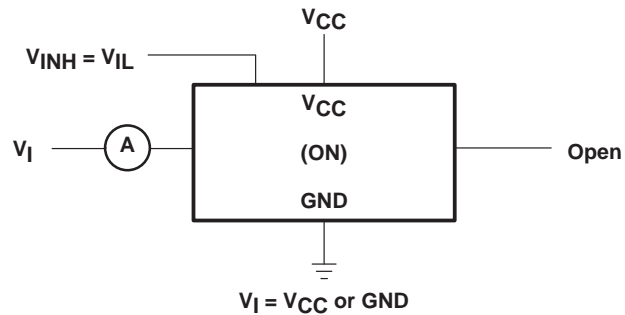 VCC
VINH = VIL
VCC
VI
A
(ON)
Open
GND
VI = VCC or GND